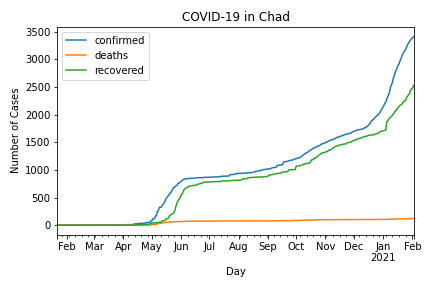 COVID-19 in Chad
confirmed
deaths
recovered
Number of Cases
3500
3000
2500
2000
1500
1000
500
0
Feb Mar Apr May Jun Jul Aug Sep Oct Nov Dec Jan Feb
2021
Day